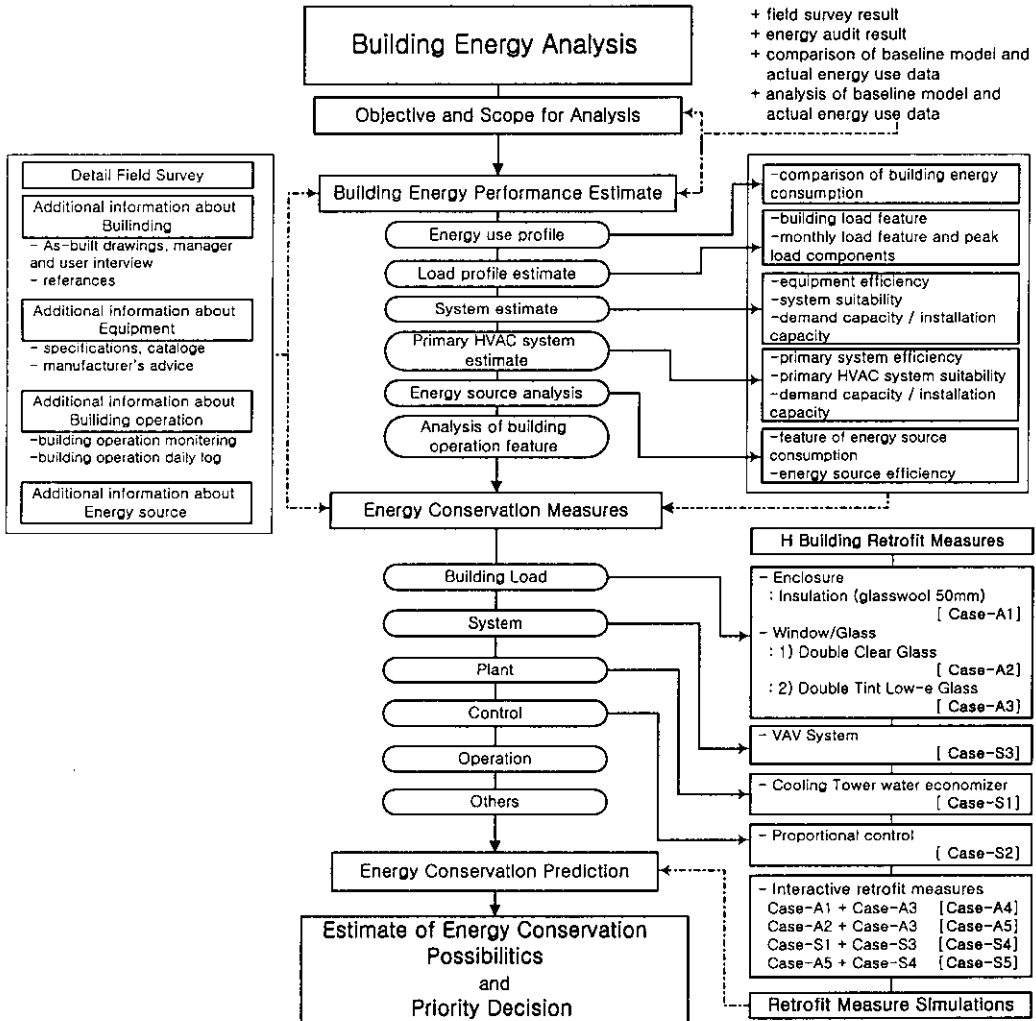 Building Energy Analysis
+ field survey result
+ energy audit result
+ comparison of baseline model and
actual energy use data
+ analysis of baseline model and
actual energy use data
Objective and Scope for Analysis
Building Energy Performance Estimate
Detail Field Survey
Additional information about
Builinding
- As-built drawings, manager
and user interview
- referances
Additional information about
Equipment
- specifications, cataloge
- manufacturer's advice
Additional information about
Builiding operation
-building operation monitering
-building operation daily log
Additional information about
Energy source
Energy use profile
Load profile estimate
System estimate
Primary HVAC system
estimate
Energy source analysis
Analysis of building
operation feature
-comparison of building energy
consumption
-building load feature
-monthly load feature and peak
load components
-equipment efficiency
-system suitability
-demand capacity / installation
capacity
-primary system efficiency
-primary HVAC system suitability
-demand capacity / installation
capacity
-feature of energy source
consumption
-energy source efficiency
Energy Conservation Measures
Building Load
System
Plant
Control
Operation
Others
H Building Retrofit Measures
- Enclosure
: Insulation (glasswool 50mm)
[ Case-A1]
- Window/Glass
: 1) Double Clear Glass
[ Case-A2]
: 2) Double Tint Low-e Glass
[ Case-A3]
- VAV System
[ Case-S3]
- Cooling Tower water economizer
[ Case-S1]
- Proportional control
[ Case-S2]
- Interactive retrofit measures
Case-A1 + Case-A3 [Case-A4]
Case-A2 + Case-A3 [Case-A5]
Case-S1 + Case-S3 [Case-S4]
Case-A5 + Case-S4 [Case-S5]
Retrofit Measure Simulations
Energy Conservation Prediction
Estimate of Energy Conservation
Possibilitics
and
Priority Decision